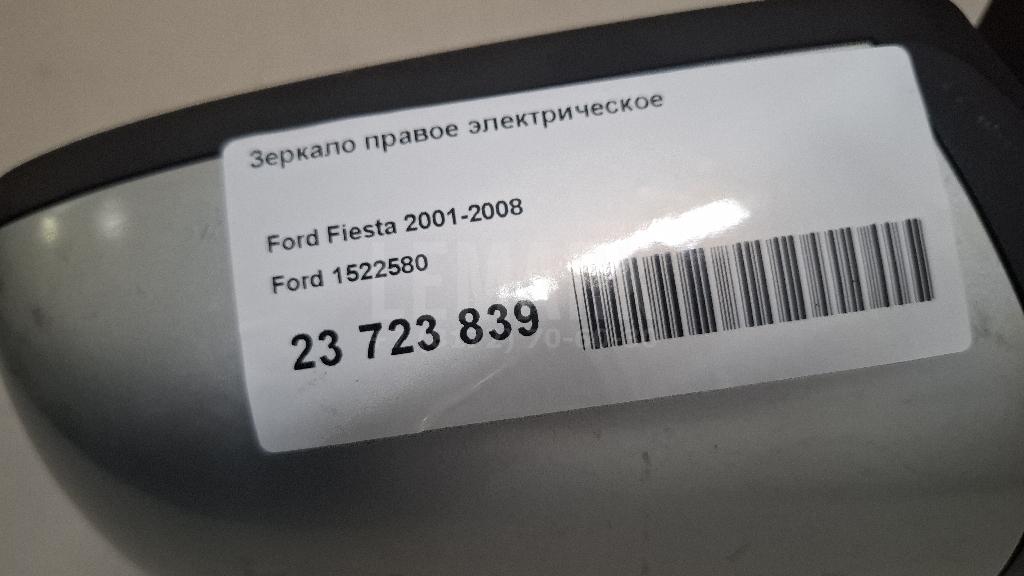 Зеркало правое электрическое
Ford Fiesta 2001-2008
Ford 1522580
23 723 839